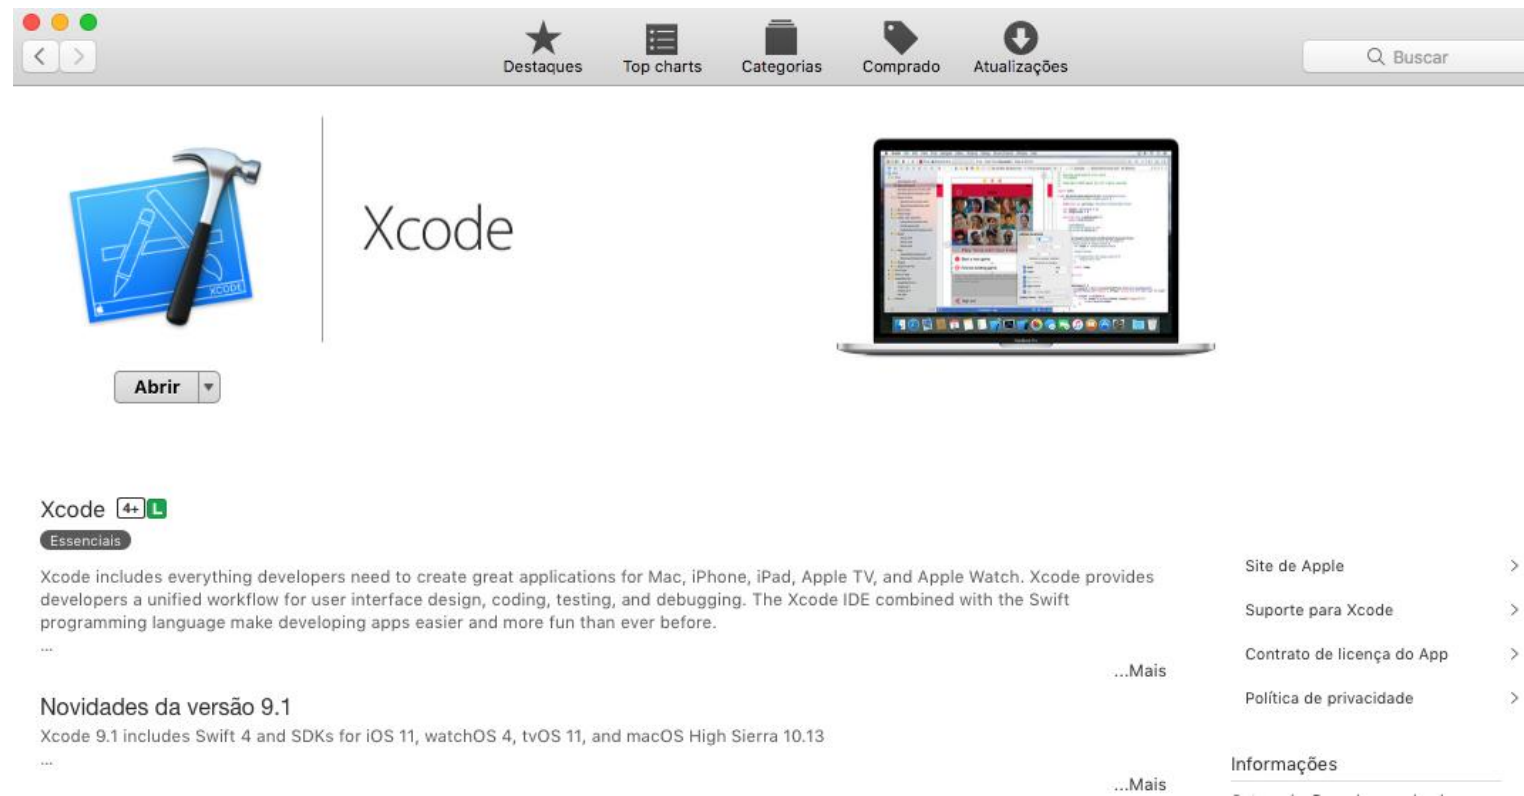 Destaques Top charts Categorias Comprado Atualizações
Buscar
XCODE
Xcode
Abrir
Xcode 4+ L
Essenciais
Xcode includes everything developers need to create great applications for Mac, iPhone, iPad, Apple TV, and Apple Watch. Xcode provides
developers a unified workflow for user interface design, coding, testing, and debugging. The Xcode IDE combined with the Swift
programming language make developing apps easier and more fun than ever before.
...
...Mais
Novidades da versão 9.1
Xcode 9.1 includes Swift 4 and SDKs for iOS 11, watchOS 4, tvOS 11, and macOS High Sierra 10.13
...
...Mais
Site de Apple
Suporte para Xcode
Contrato de licença do App
Política de privacidade
Informações